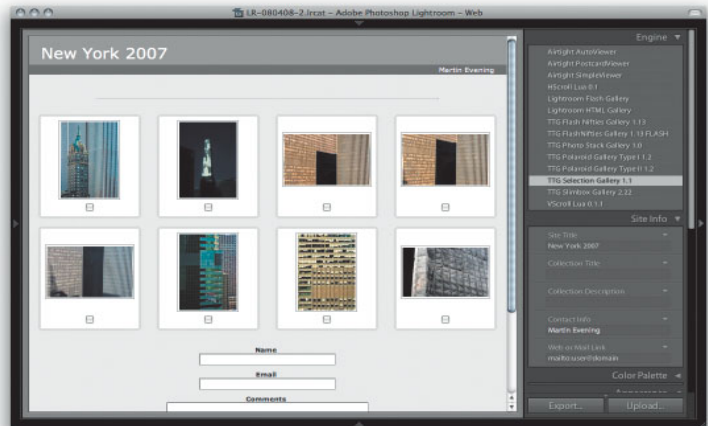 LR-080408-2.lrcat – Adobe Photoshop Lightroom – Web
New York 2007
Martin Evening
Name
Email
Comments
Engine
Airtight AutoViewer
Airtight PostcardViewer
Airtight SimpleViewer
HScroll Lua 0.1
Lightroom Flash Gallery
Lightroom HTML Gallery
TTG Flash Nifties Gallery 1.13
TTG FlashNifties Gallery 1.13 FLASH
TTG Photo Stack Gallery 1.0
TTG Polaroid Gallery Type I 1.2
TTG Polaroid Gallery Type II 1.2
TTG Selection Gallery 1.1
TTG Slimbox Gallery 2.22
VScroll Lua 0.1.1
Site Info
Site Title
New York 2007
Collection Title
Collection Description
Contact Info
Martin Evening
Web or Mail Link
mailto:user@domain
Color Palette
Export...
Upload...